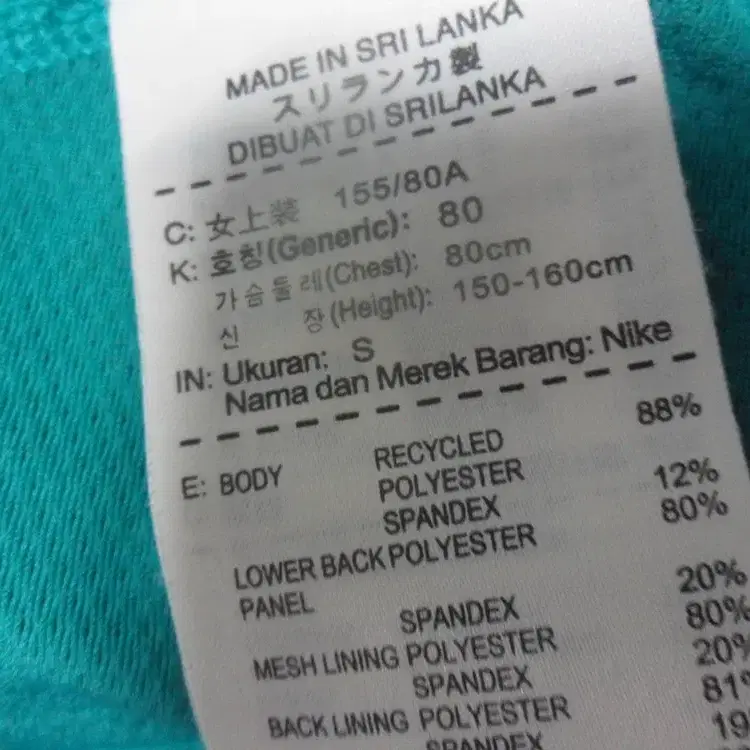 MADE IN SRI LANKA
スリランカ製
DIBUAT DI SRILANKA
C: 女上装 155/80A
K: 호칭(Generic): 80
가슴둘레(Chest): 80cm
신 장(Height): 150-160cm
IN: Ukuran: S
Nama dan Merek Barang: Nike
E: BODY RECYCLED 88%
POLYESTER
SPANDEX 12%
LOWER BACK POLYESTER 80%
PANEL
SPANDEX 20%
MESH LINING POLYESTER 80%
SPANDEX 20%
BACK LINING POLYESTER 81%
SPANDEX 19